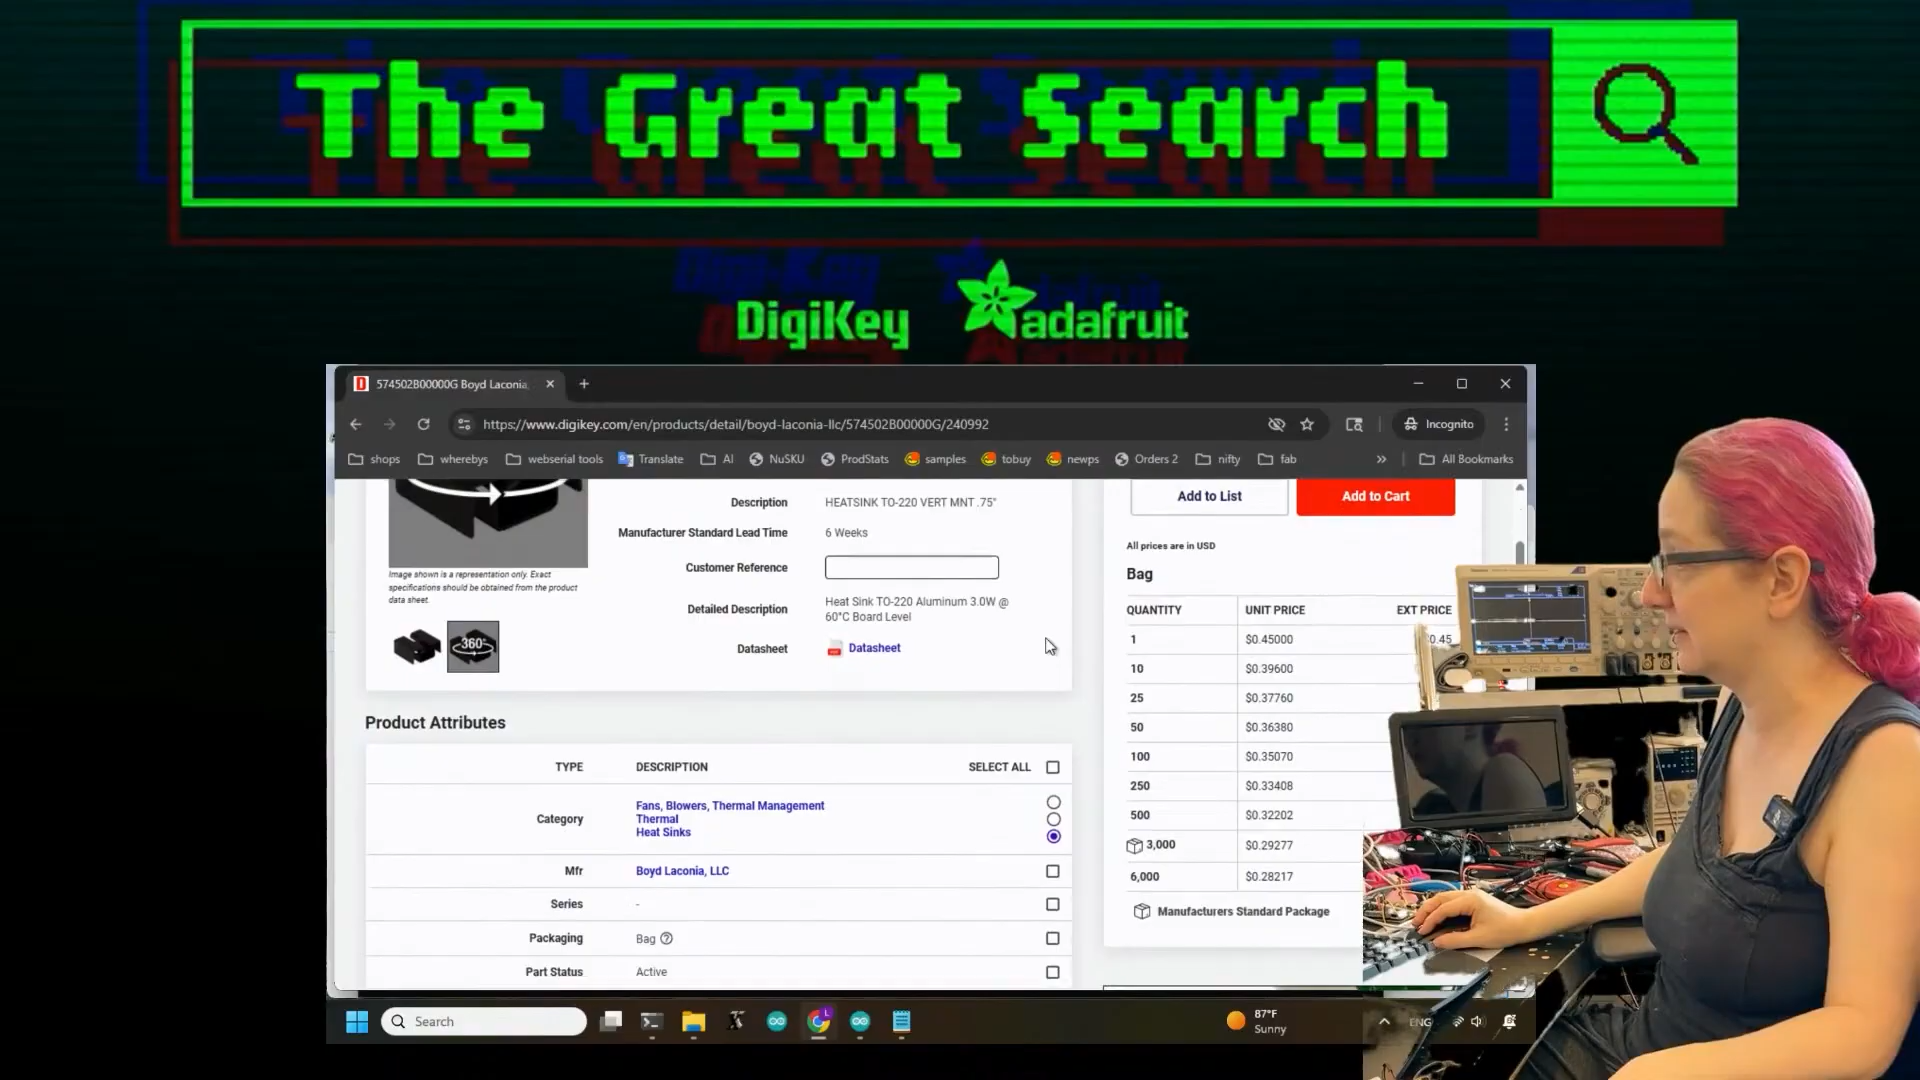 The Great Search
DigiKey adafruit
574502B00000G Boyd Laconia,
https://www.digikey.com/en/products/detail/boyd-laconia-llc/574502B00000G/240992
Incognito
shops wherebys webserial tools Translate AI NuSKU ProdStats samples tobuy newps Orders 2 nifty fab » All Bookmarks
Image shown is a representation only. Exact
specifications should be obtained from the product
data sheet.
360°
Description HEATSINK TO-220 VERT MNT .75"
Manufacturer Standard Lead Time 6 Weeks
Customer Reference
Detailed Description Heat Sink TO-220 Aluminum 3.0W @
60°C Board Level
Datasheet Datasheet
Product Attributes
TYPE DESCRIPTION SELECT ALL
Category Fans, Blowers, Thermal Management
Thermal
Heat Sinks
Mfr Boyd Laconia, LLC
Series -
Packaging Bag
Part Status Active
Add to List Add to Cart
All prices are in USD
Bag
QUANTITY UNIT PRICE EXT PRICE
1 $0.45000 0.45
10 $0.39600
25 $0.37760
50 $0.36380
100 $0.35070
250 $0.33408
500 $0.32202
3,000 $0.29277
6,000 $0.28217
Manufacturers Standard Package
Search
87°F
Sunny
ENG